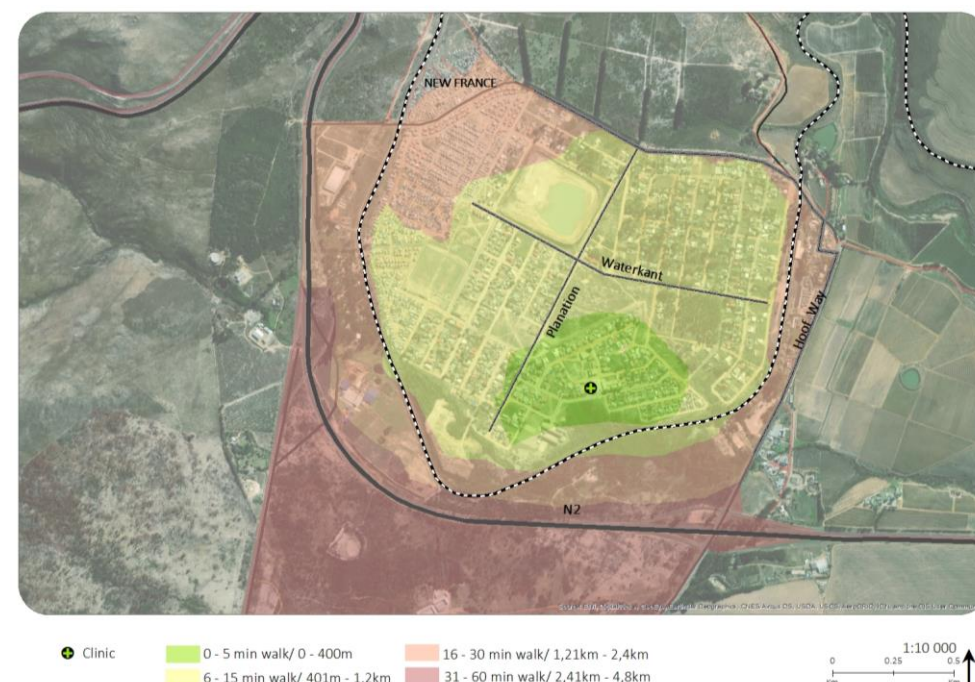 NEW FRANCE
Waterkant
Planation
Hoof Way
N2
Clinic
0 - 5 min walk/ 0 - 400m
16 - 30 min walk/ 1,21km - 2,4km
6 - 15 min walk/ 401m - 1,2km
31 - 60 min walk/ 2,41km - 4,8km
1:10 000
0 0.25 0.5